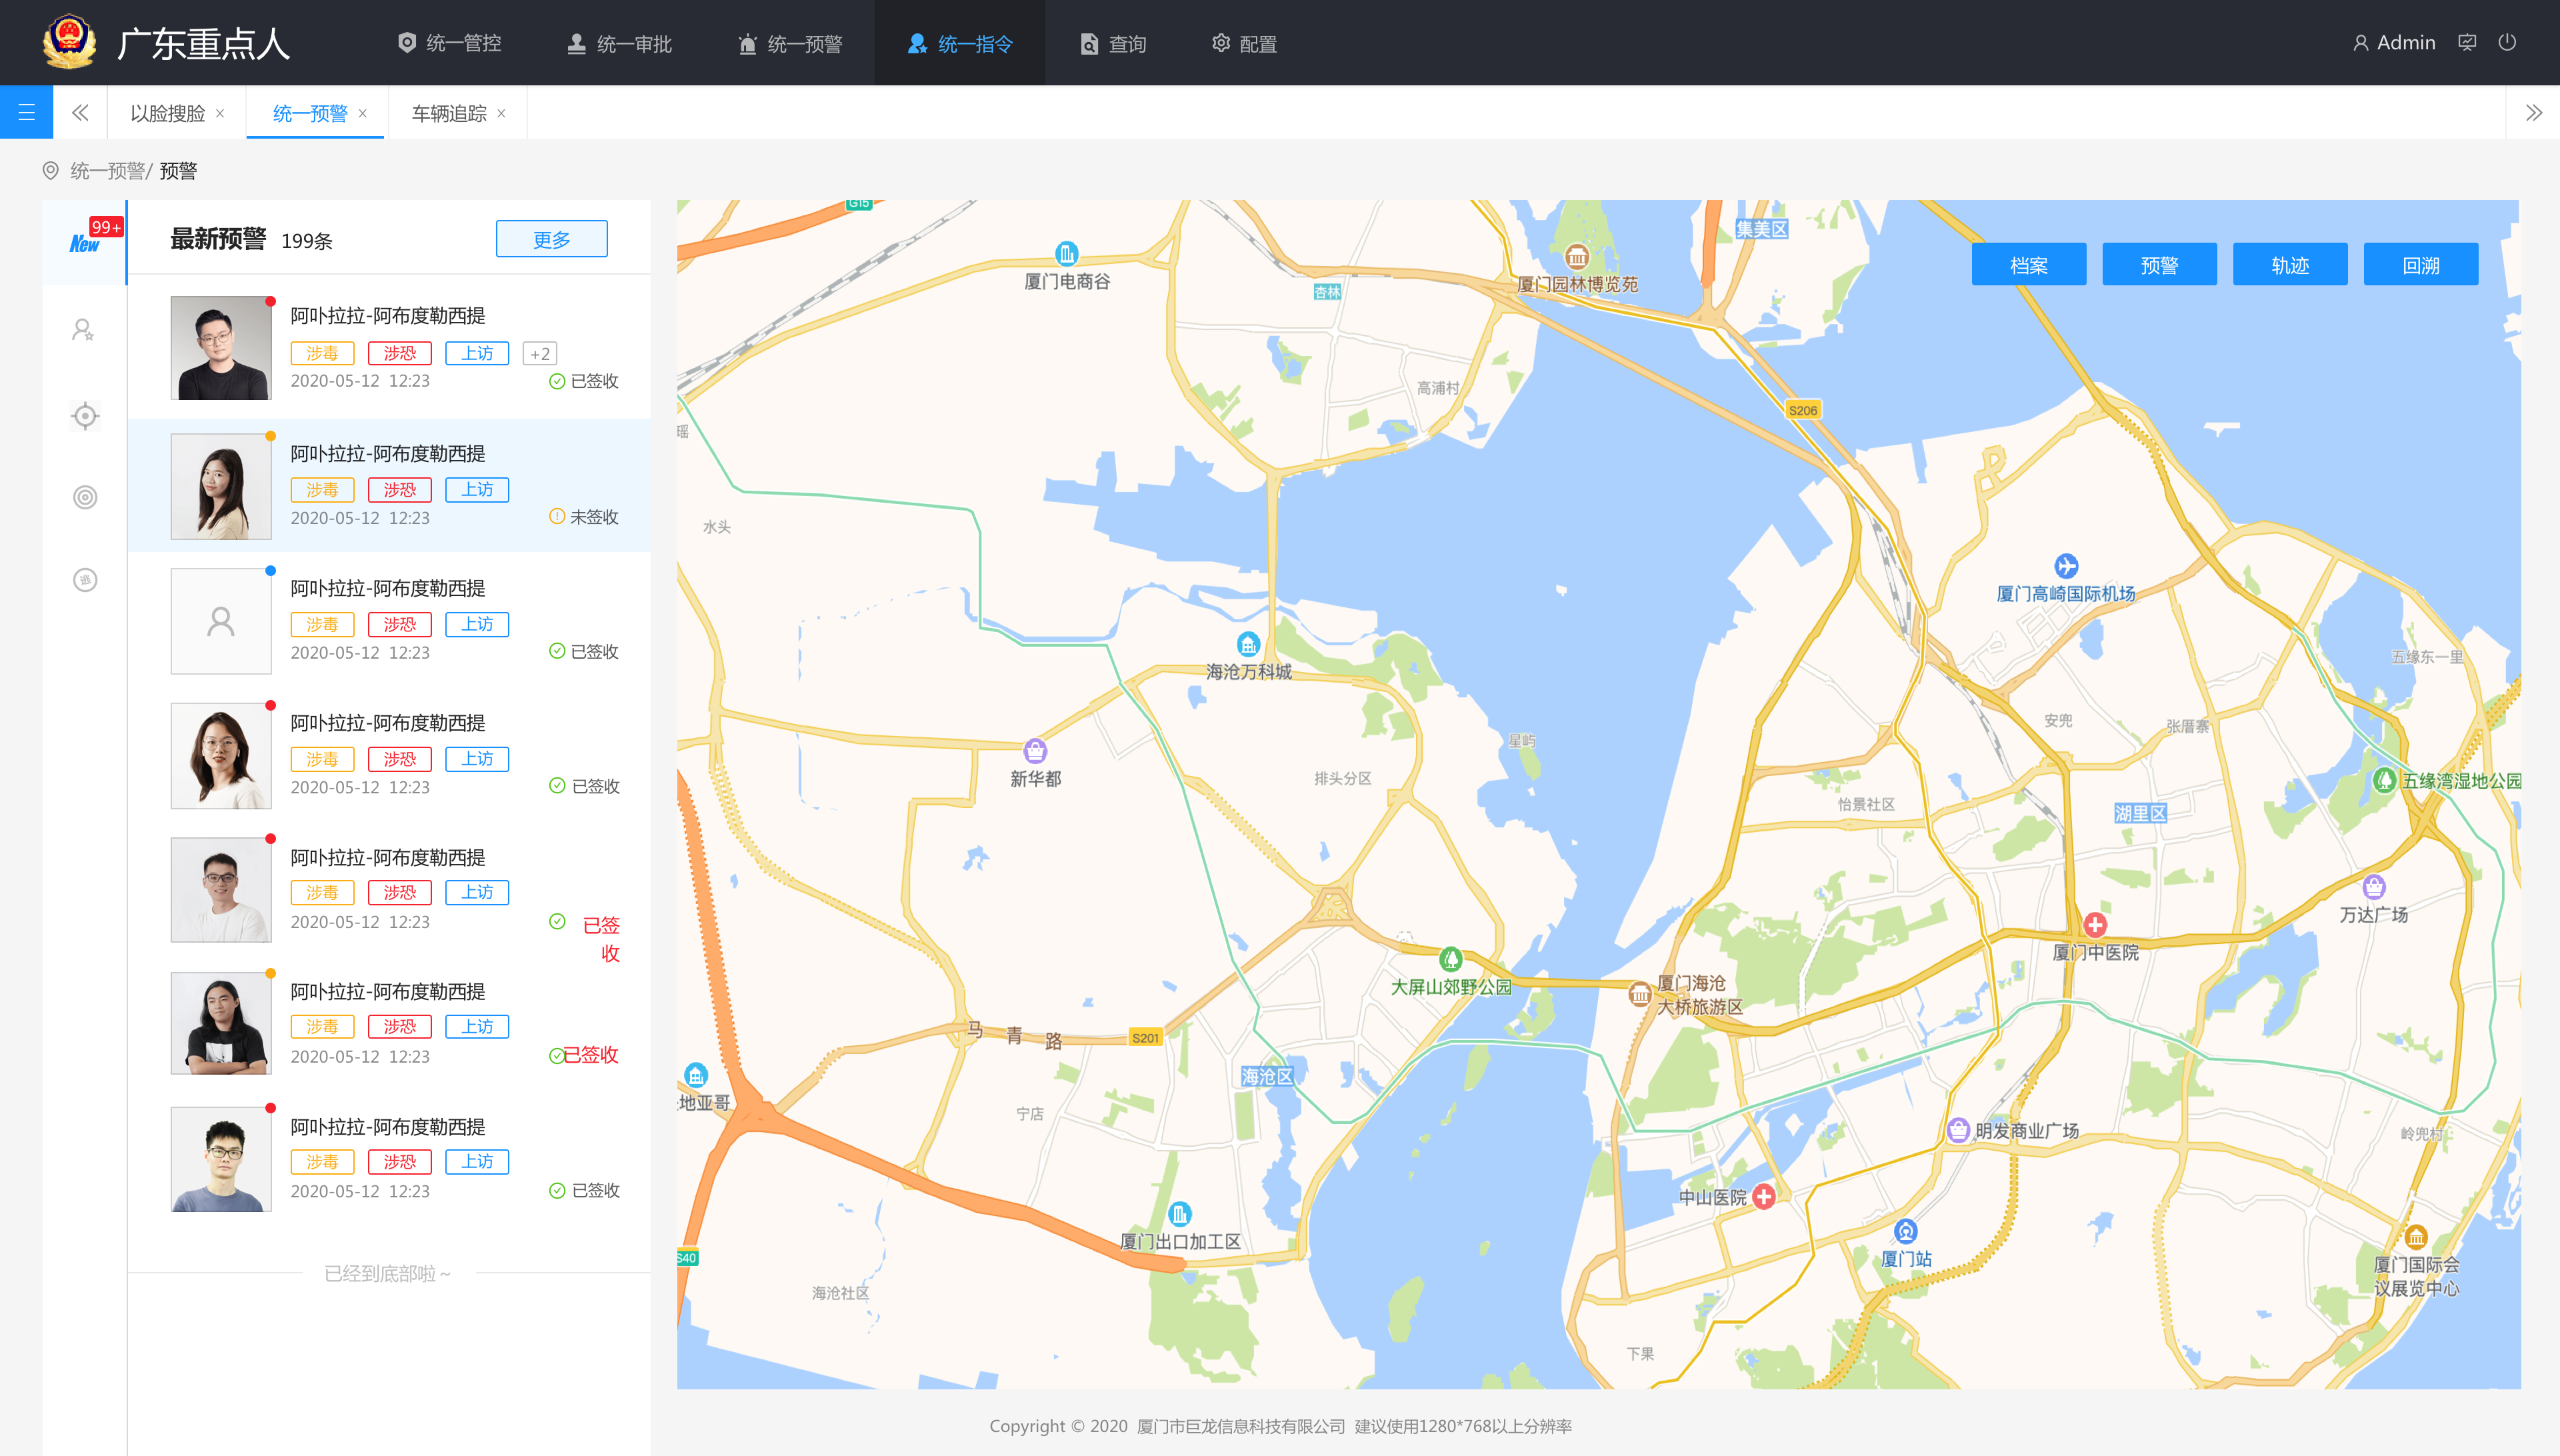 广东重点人
统一管控
统一审批
统一预警
统一指令
查询
配置
Admin
以脸搜脸 ×
统一预警 ×
车辆追踪 ×
统一预警/ 预警
New
99+
逃
最新预警 199条
更多
阿卟拉拉-阿布度勒西提
涉毒 涉恐 上访 +2
2020-05-12 12:23
已签收
阿卟拉拉-阿布度勒西提
涉毒 涉恐 上访
2020-05-12 12:23
未签收
阿卟拉拉-阿布度勒西提
涉毒 涉恐 上访
2020-05-12 12:23
已签收
阿卟拉拉-阿布度勒西提
涉毒 涉恐 上访
2020-05-12 12:23
已签收
阿卟拉拉-阿布度勒西提
涉毒 涉恐 上访
2020-05-12 12:23
已签
收
阿卟拉拉-阿布度勒西提
涉毒 涉恐 上访
2020-05-12 12:23
已签收
阿卟拉拉-阿布度勒西提
涉毒 涉恐 上访
2020-05-12 12:23
已签收
已经到底部啦~
档案
预警
轨迹
回溯
G15
集美区
厦门电商谷
厦门园林博览苑
杏林
高浦村
S206
瑶
水头
厦门高崎国际机场
海沧万科城
五缘东一里
安兜
张厝寨
星屿
新华都
排头分区
五缘湾湿地公园
怡景社区
湖里区
万达广场
厦门中医院
大屏山郊野公园
厦门海沧
大桥旅游区
马青路
S201
海沧区
地亚哥
宁店
明发商业广场
岭兜村
中山医院
厦门出口加工区
厦门站
S40
厦门国际会
议展览中心
海沧社区
下果
Copyright © 2020 厦门市巨龙信息科技有限公司 建议使用1280*768以上分辨率